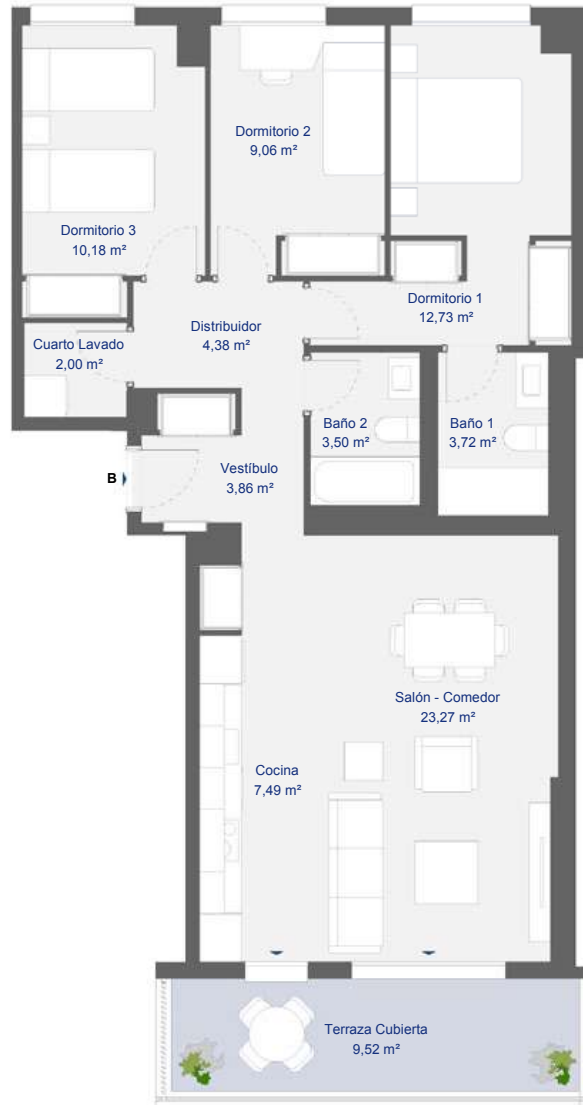 Dormitorio 2
9,06 m²
Dormitorio 3
10,18 m²
Dormitorio 1
12,73 m²
Distribuidor
4,38 m²
Cuarto Lavado
2,00 m²
Baño 2
3,50 m²
Baño 1
3,72 m²
Vestíbulo
3,86 m²
B
Salón - Comedor
23,27 m²
Cocina
7,49 m²
Terraza Cubierta
9,52 m²